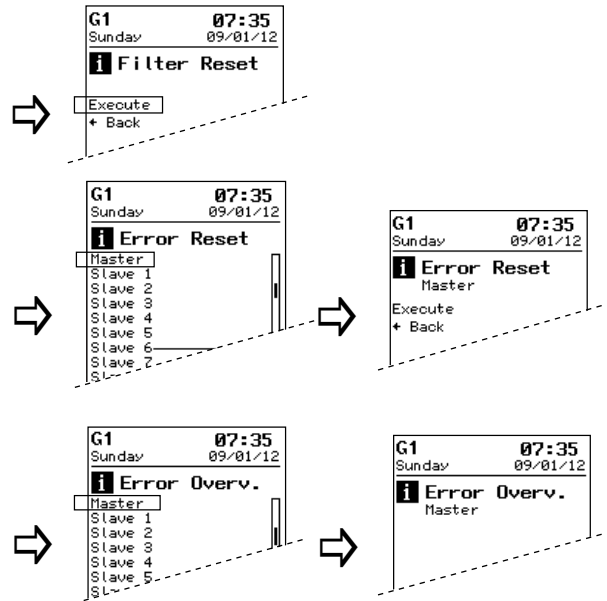 G1 07:35
Sunday 09/01/12
i Filter Reset
Execute
← Back
G1 07:35
Sunday 09/01/12
i Error Reset
Master
Slave 1
Slave 2
Slave 3
Slave 4
Slave 5
Slave 6
Slave 7
G1 07:35
Sunday 09/01/12
i Error Reset
Master
Execute
← Back
G1 07:35
Sunday 09/01/12
i Error Overv.
Master
Slave 1
Slave 2
Slave 3
Slave 4
Slave 5
G1 07:35
Sunday 09/01/12
i Error Overv.
Master